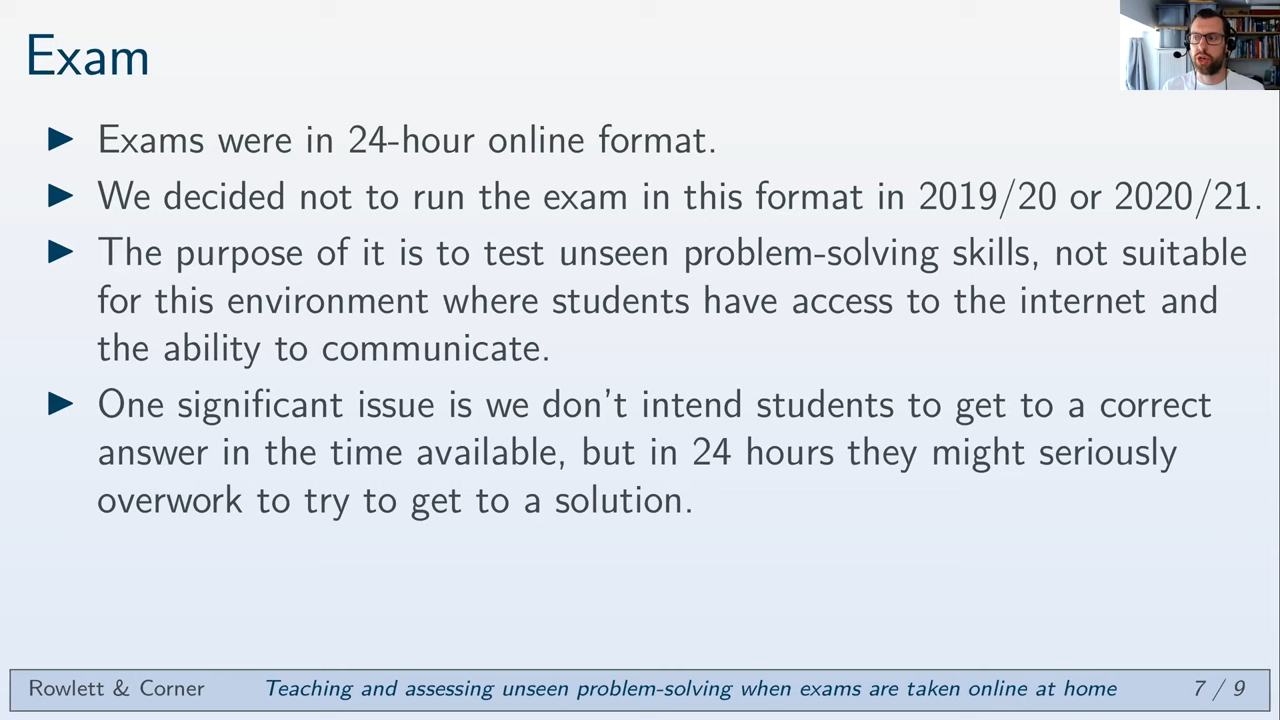 Exam
▶ Exams were in 24-hour online format.
▶ We decided not to run the exam in this format in 2019/20 or 2020/21.
▶ The purpose of it is to test unseen problem-solving skills, not suitable
for this environment where students have access to the internet and
the ability to communicate.
▶ One significant issue is we don't intend students to get to a correct
answer in the time available, but in 24 hours they might seriously
overwork to try to get to a solution.
Rowlett & Corner Teaching and assessing unseen problem-solving when exams are taken online at home 7 / 9